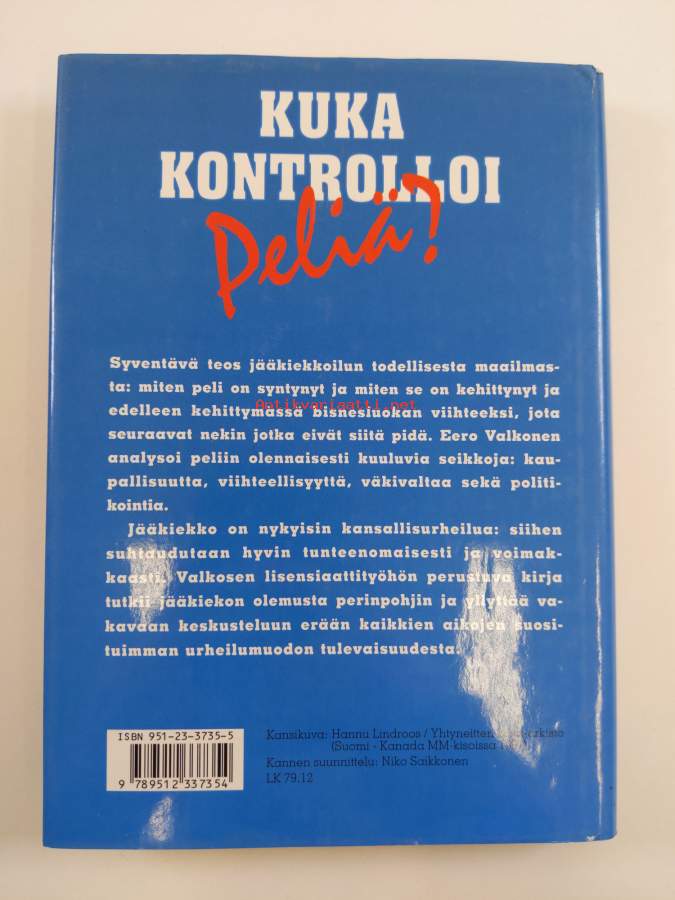 KUKA
KONTROLLOI
Peliä?
Syventävä teos jääkiekkoilun todellisesta maailmas-
ta: miten peli on syntynyt ja miten se on kehittynyt ja
edelleen kehittymässä bisnesluokan viihteeksi, jota
Antikvariaatti.net
seuraavat nekin jotka eivät siitä pidä. Eero Valkonen
analysoi peliin olennaisesti kuuluvia seikkoja: kau-
pallisuutta, viihteellisyyttä, väkivaltaa sekä politi-
kointia.
Jääkiekko on nykyisin kansallisurheilua: siihen
suhtaudutaan hyvin tunteenomaisesti ja voimak-
kaasti. Valkosen lisensiaattityöhön perustuva kirja
tutkii jääkiekon olemusta perinpohjin ja yllyttää va-
kavaan keskusteluun erään kaikkien aikojen suosi-
tuimman urheilumuodon tulevaisuudesta.
ISBN 951-23-3735-5
9 789512 337354
Kansikuva: Hannu Lindroos / Yhtyneitten
(Suomi - Kanada MM-kisoissa
Kannen suunnittelu: Niko Saikkonen
LK 79.12